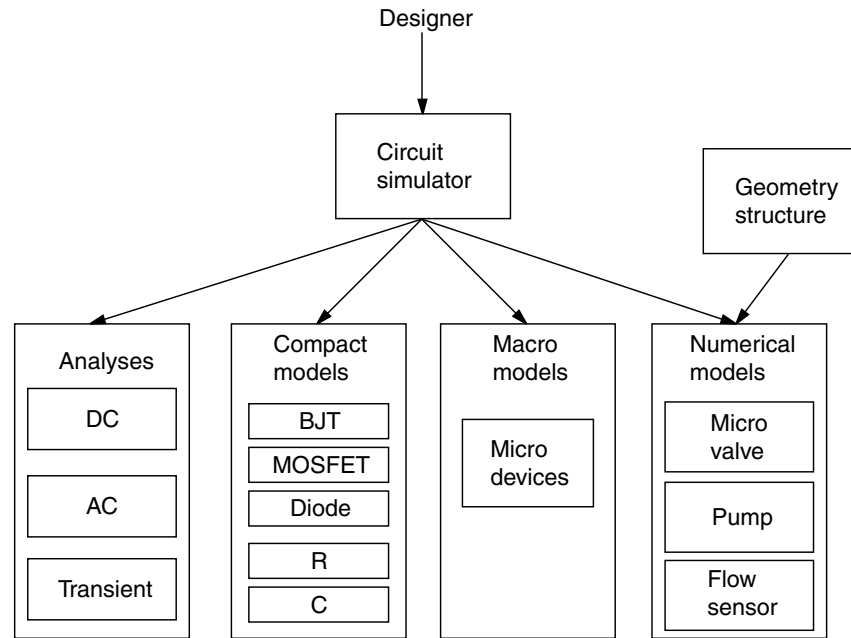 Designer
Circuit
simulator
Geometry
structure
Analyses
DC
AC
Transient
Compact
models
BJT
MOSFET
Diode
R
C
Macro
models
Micro
devices
Numerical
models
Micro
valve
Pump
Flow
sensor